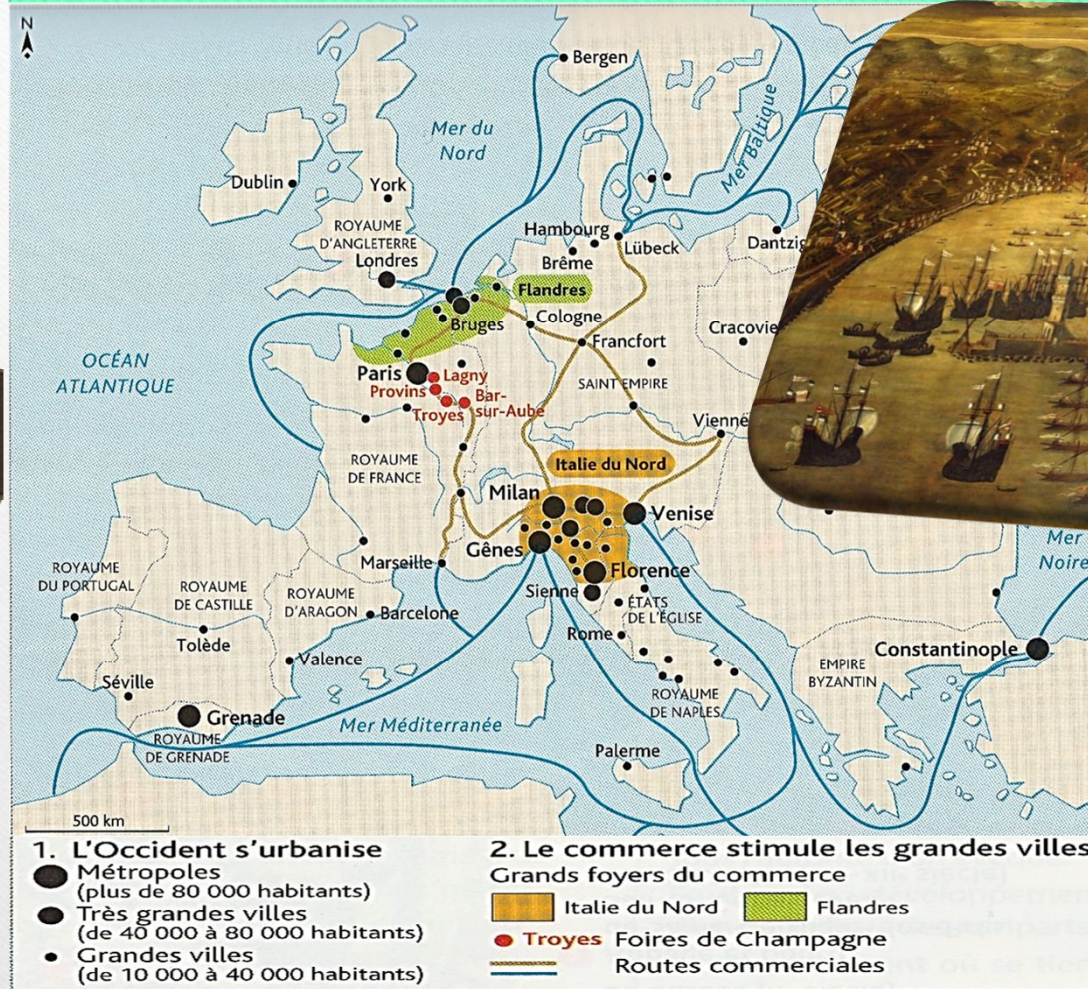 N
Bergen
Mer du
Nord
Mer Baltique
Dublin
York
ROYAUME
D'ANGLETERRE
Londres
Hambourg
Lübeck
Brême
Dantzig
Flandres
Bruges
Cologne
Francfort
Cracovie
OCÉAN
ATLANTIQUE
Paris
Lagny
Provins
Troyes
Bar-
sur-Aube
SAINT EMPIRE
Vienne
ROYAUME
DE FRANCE
Italie du Nord
Milan
Venise
Gênes
Marseille
Florence
Sienne
ÉTATS
DE L'ÉGLISE
Rome
Mer
Noire
ROYAUME
DU PORTUGAL
ROYAUME
DE CASTILLE
ROYAUME
D'ARAGON
Barcelone
Tolède
Valence
Séville
Grenade
ROYAUME
DE GRENADE
Mer Méditerranée
ROYAUME
DE NAPLES
Palerme
EMPIRE
BYZANTIN
Constantinople
500 km
1. L'Occident s'urbanise
Métropoles
(plus de 80 000 habitants)
Très grandes villes
(de 40 000 à 80 000 habitants)
Grandes villes
(de 10 000 à 40 000 habitants)
2. Le commerce stimule les grandes villes
Grands foyers du commerce
Italie du Nord
Flandres
Troyes Foires de Champagne
Routes commerciales